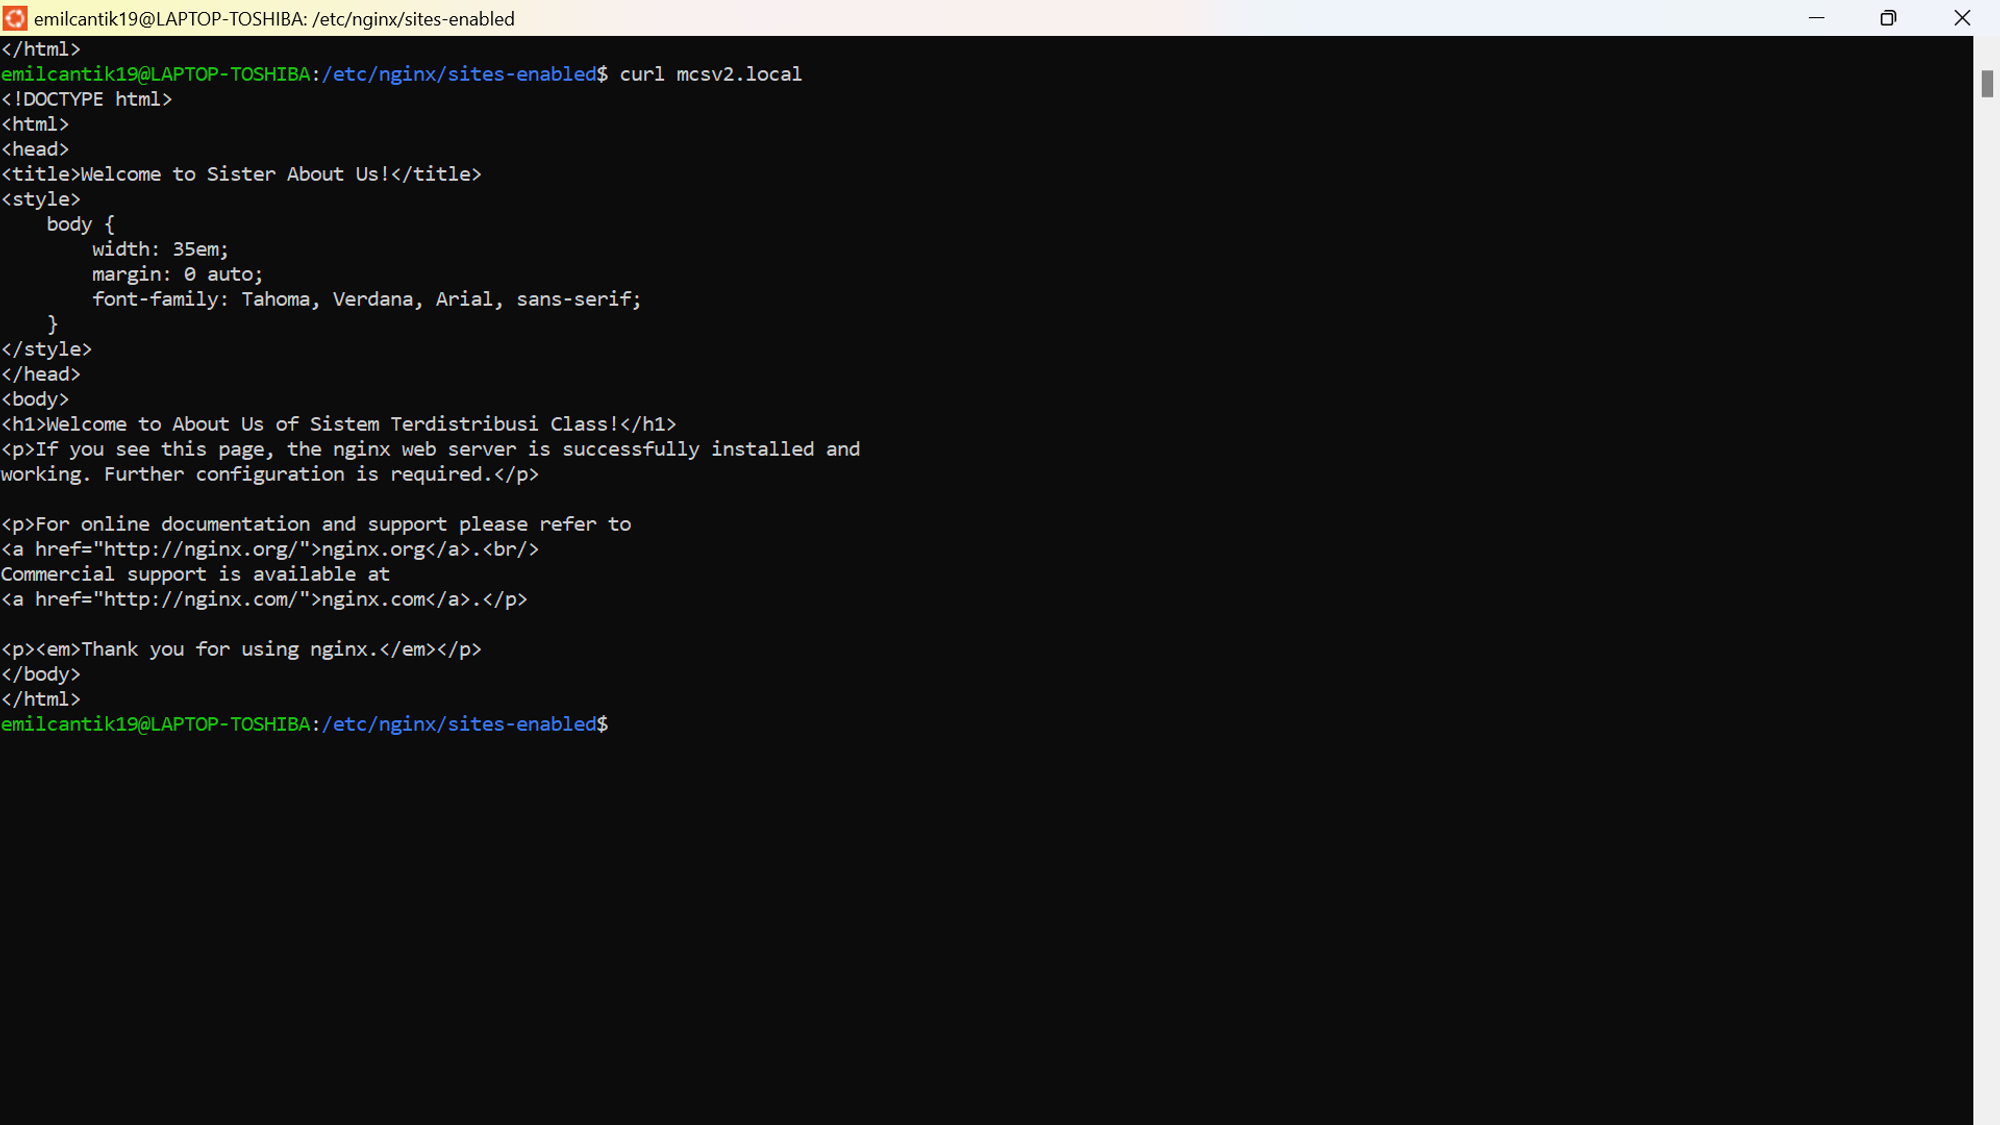 emilcantik19@LAPTOP-TOSHIBA: /etc/nginx/sites-enabled
</html>
emilcantik19@LAPTOP-TOSHIBA:/etc/nginx/sites-enabled$ curl mcsv2.local
<!DOCTYPE html>
<html>
<head>
<title>Welcome to Sister About Us!</title>
<style>
    body {
        width: 35em;
        margin: 0 auto;
        font-family: Tahoma, Verdana, Arial, sans-serif;
    }
</style>
</head>
<body>
<h1>Welcome to About Us of Sistem Terdistribusi Class!</h1>
<p>If you see this page, the nginx web server is successfully installed and
working. Further configuration is required.</p>

<p>For online documentation and support please refer to
<a href="http://nginx.org/">nginx.org</a>.<br/>
Commercial support is available at
<a href="http://nginx.com/">nginx.com</a>.</p>

<p><em>Thank you for using nginx.</em></p>
</body>
</html>
emilcantik19@LAPTOP-TOSHIBA:/etc/nginx/sites-enabled$